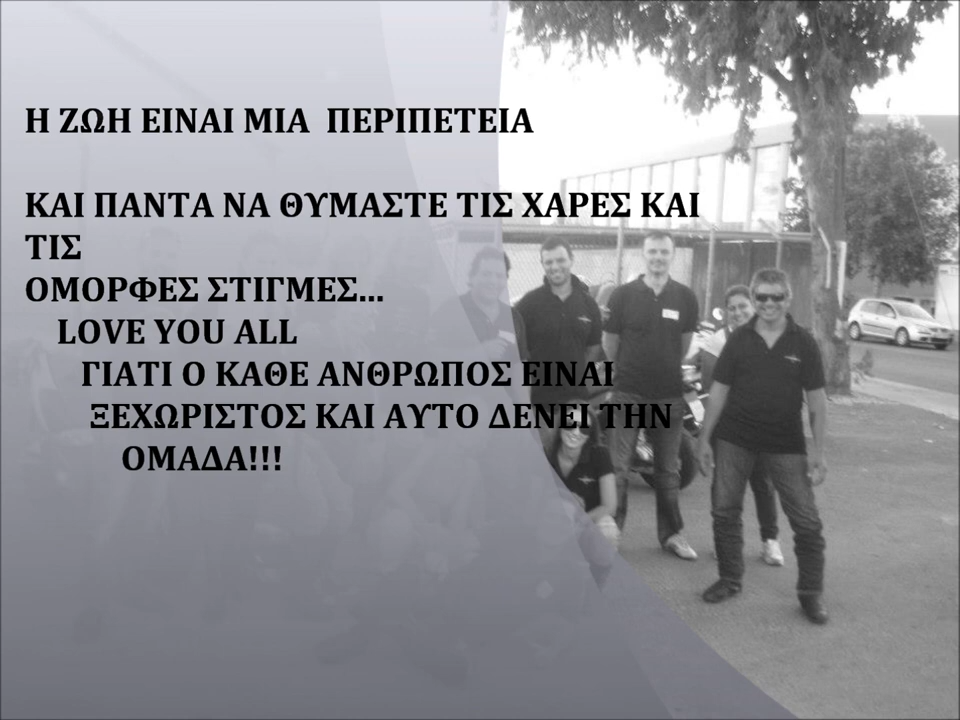 Η ΖΩΗ ΕΙΝΑΙ ΜΙΑ  ΠΕΡΙΠΕΤΕΙΑ
ΚΑΙ ΠΑΝΤΑ ΝΑ ΘΥΜΑΣΤΕ ΤΙΣ ΧΑΡΕΣ ΚΑΙ
ΤΙΣ
ΟΜΟΡΦΕΣ ΣΤΙΓΜΕΣ...
LOVE YOU ALL
ΓΙΑΤΙ Ο ΚΑΘΕ ΑΝΘΡΩΠΟΣ ΕΙΝΑΙ
ΞΕΧΩΡΙΣΤΟΣ ΚΑΙ ΑΥΤΟ ΔΕΝΕΙ ΤΗΝ
ΟΜΑΔΑ!!!